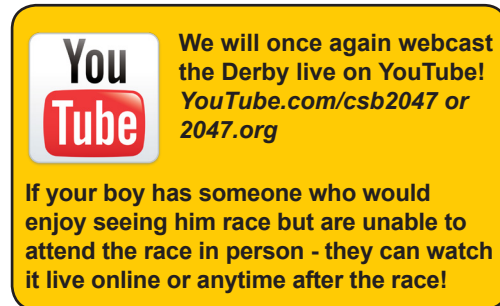 You
Tube
We will once again webcast
the Derby live on YouTube!
YouTube.com/csb2047 or
2047.org
If your boy has someone who would
enjoy seeing him race but are unable to
attend the race in person - they can watch
it live online or anytime after the race!